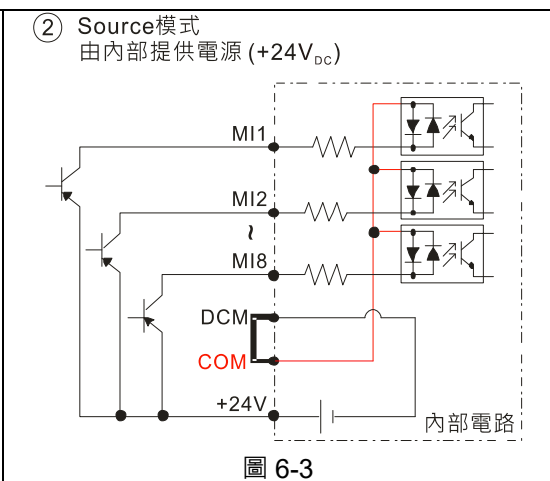 ② Source模式
由內部提供電源 (+24VDC)
MI1
MI2
~
MI8
DCM
COM
+24V
內部電路
圖 6-3